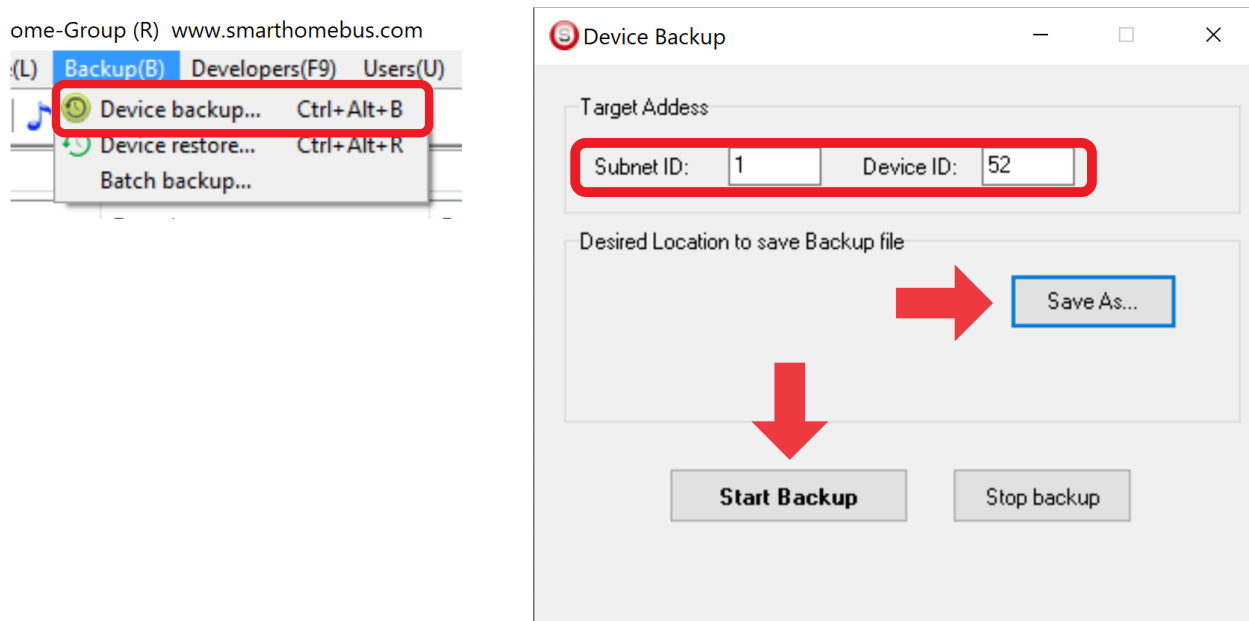 ome-Group (R)  www.smarthomebus.com
(L) Backup(B) Developers(F9) Users(U)
Device backup... Ctrl+Alt+B
Device restore... Ctrl+Alt+R
Batch backup...
S Device Backup
Target Addess
Subnet ID: 1 Device ID: 52
Desired Location to save Backup file
Save As...
Start Backup Stop backup